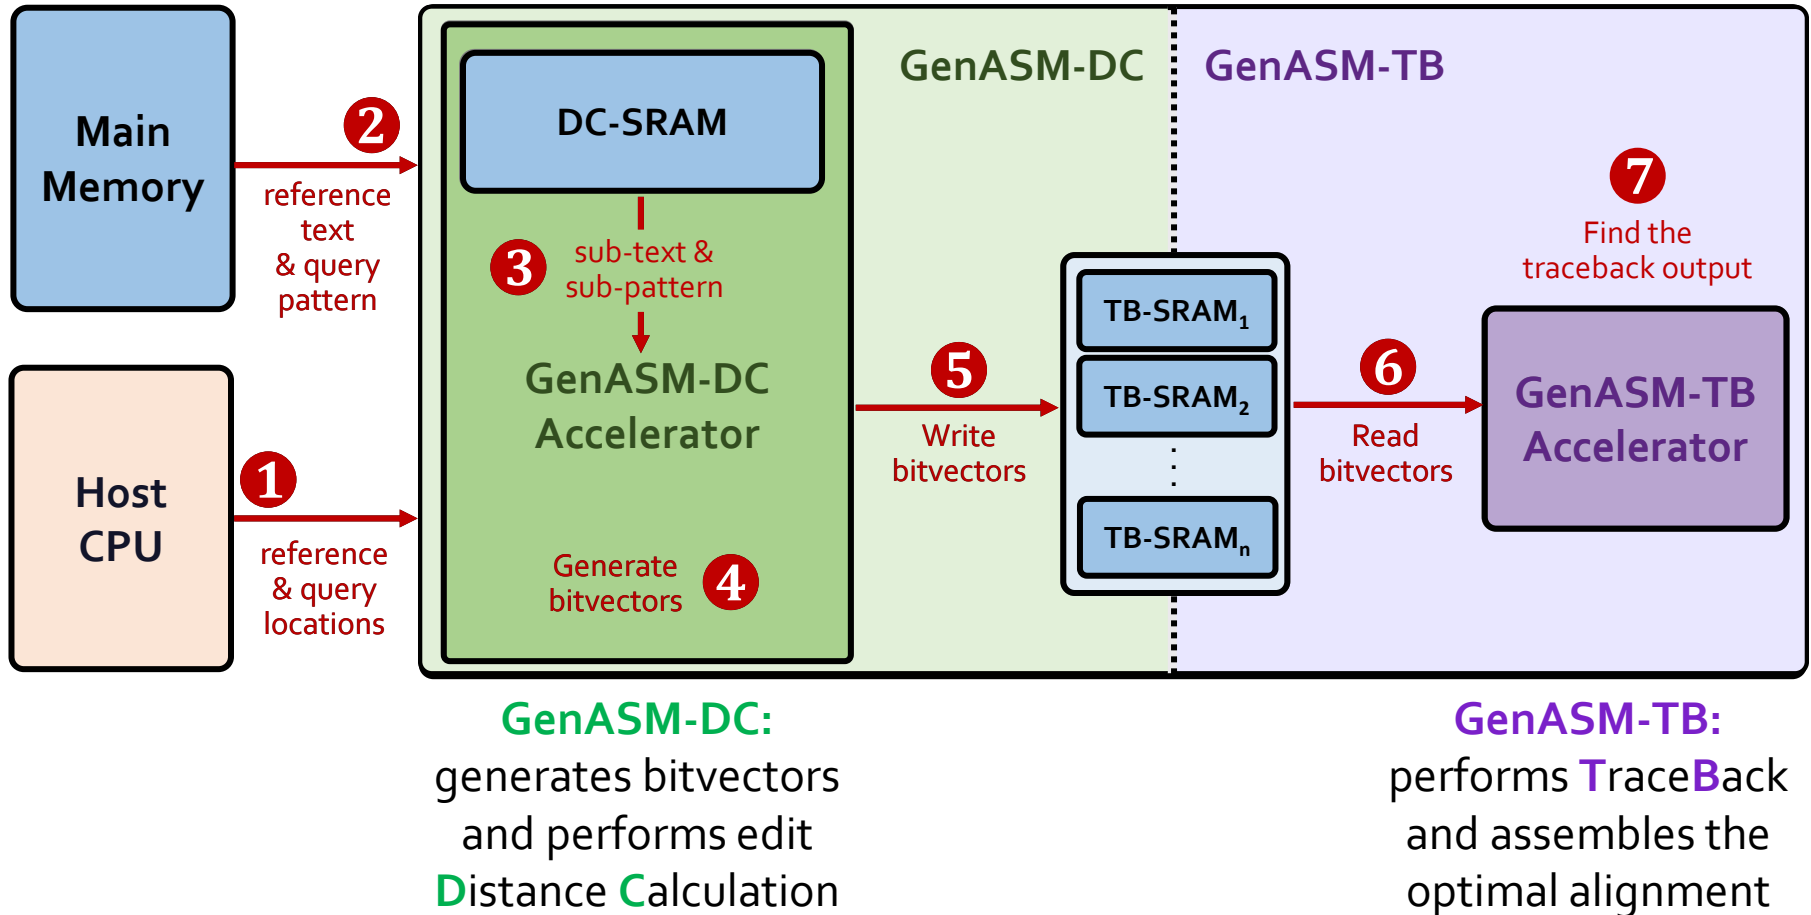 Main
Memory
2
reference
text
& query
pattern
Host
CPU
1
reference
& query
locations
DC-SRAM
3
sub-text &
sub-pattern
GenASM-DC
Accelerator
Generate
bitvectors
4
GenASM-DC
5
Write
bitvectors
TB-SRAM1
TB-SRAM2
⋮
TB-SRAMn
GenASM-TB
6
Read
bitvectors
7
Find the
traceback output
GenASM-TB
Accelerator
GenASM-DC:
generates bitvectors
and performs edit
Distance Calculation
GenASM-TB:
performs TraceBack
and assembles the
optimal alignment